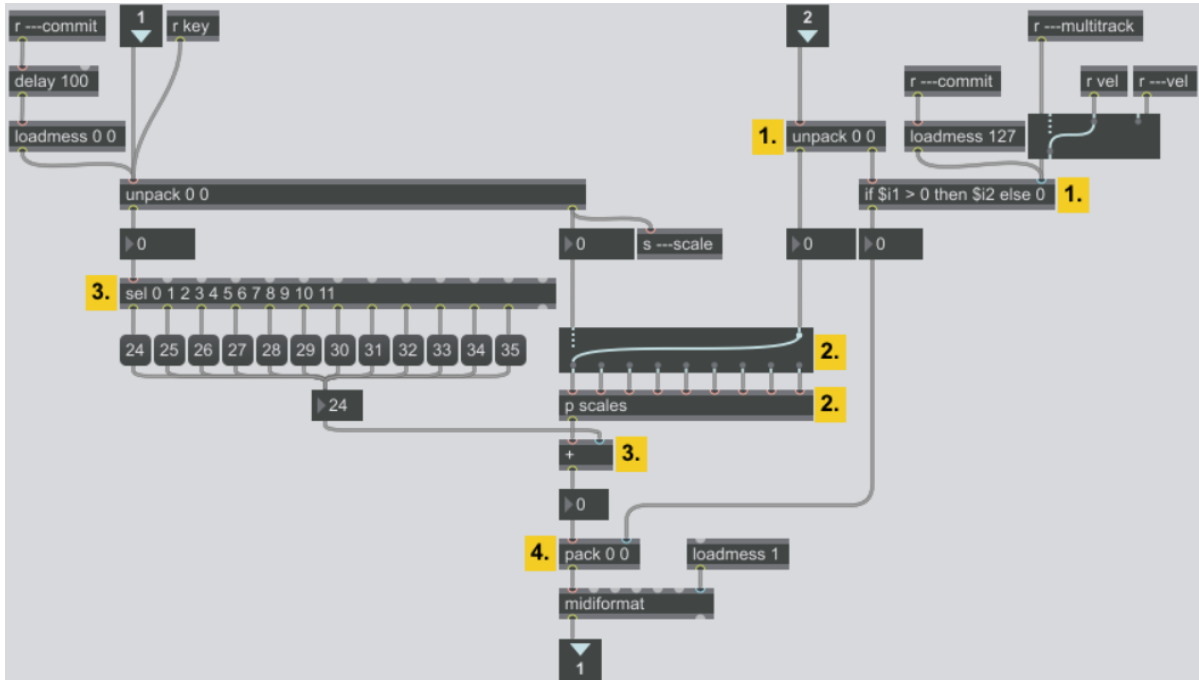 r ---commit
1
r key
2
r ---multitrack
delay 100
r ---commit
r vel
r ---vel
loadmess 0 0
1.
unpack 0 0
loadmess 127
unpack 0 0
if $i1 > 0 then $i2 else 0
1.
0
0
s ---scale
0
0
3.
sel 0 1 2 3 4 5 6 7 8 9 10 11
24
25
26
27
28
29
30
31
32
33
34
35
2.
24
p scales
2.
+
3.
0
4.
pack 0 0
loadmess 1
midiformat
1